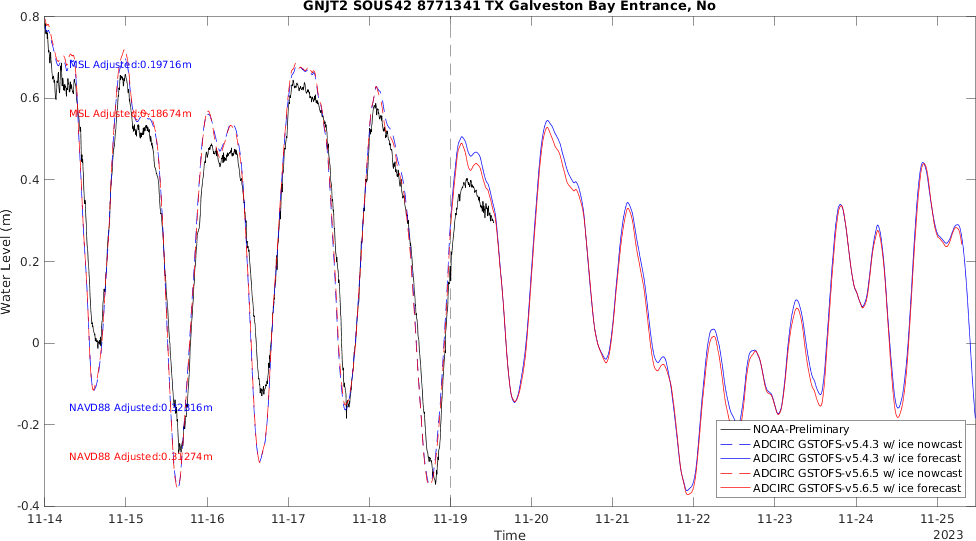 GNJT2 SOUS42 8771341 TX Galveston Bay Entrance, No
Water Level (m)
0.8
0.6
0.4
0.2
0
-0.2
-0.4
MSL Adjusted:0.19716m
MSL Adjusted:0.18674m
NAVD88 Adjusted:0.32316m
NAVD88 Adjusted:0.31274m
NOAA-Preliminary
ADCIRC GSTOFS-v5.4.3 w/ ice nowcast
ADCIRC GSTOFS-v5.4.3 w/ ice forecast
ADCIRC GSTOFS-v5.6.5 w/ ice nowcast
ADCIRC GSTOFS-v5.6.5 w/ ice forecast
11-14 11-15 11-16 11-17 11-18 11-19 11-20 11-21 11-22 11-23 11-24 11-25
2023
Time